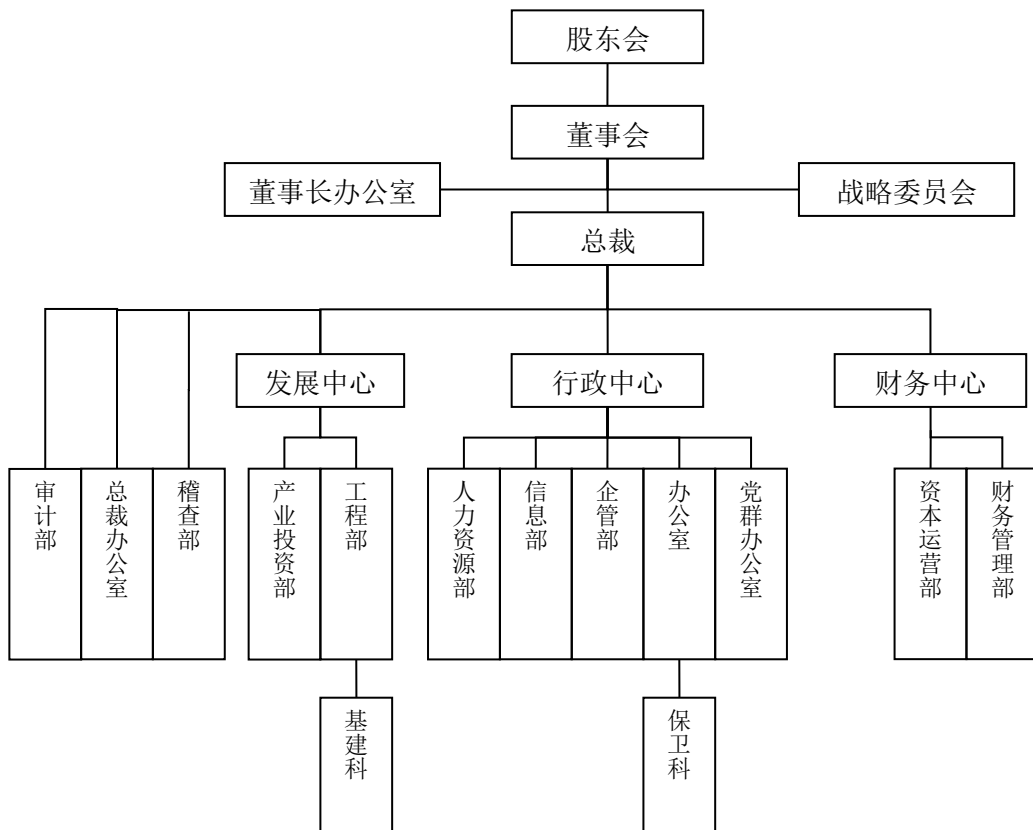 股东会
董事会
董事长办公室
战略委员会
总裁
发展中心
行政中心
财务中心
审计部
总裁办公室
稽查部
产业投资部
工程部
人力资源部
信息部
企管部
办公室
党群办公室
资本运营部
财务管理部
基建科
保卫科